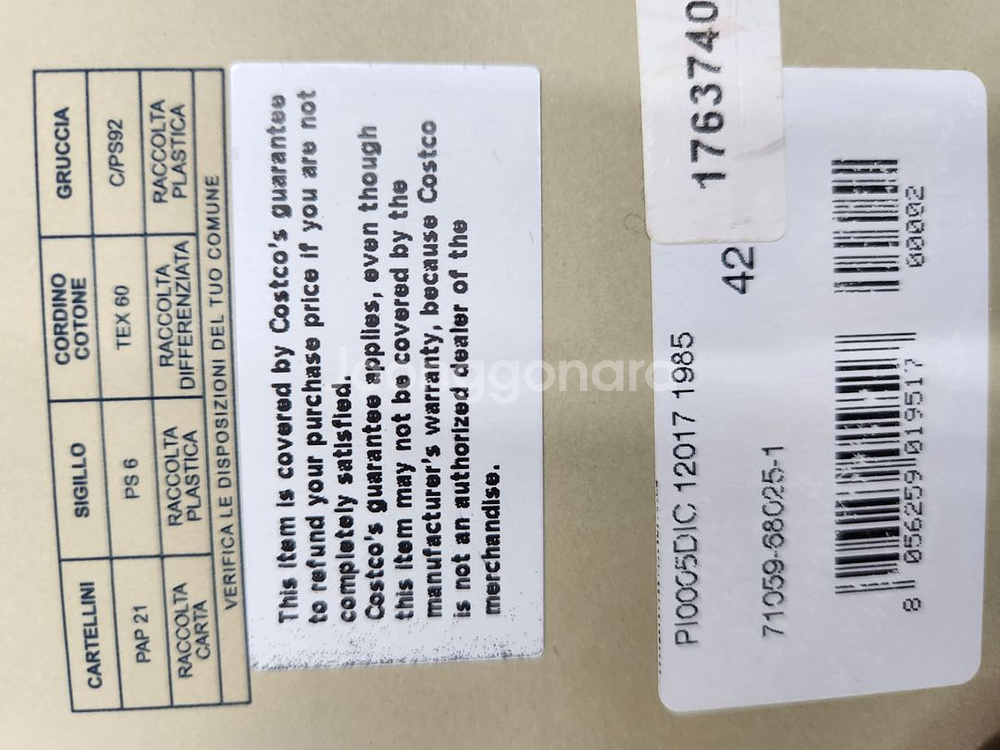 CARTELLINI SIGILLO CORDINO COTONE GRUCCIA
PAP 21 PS 6 TEX 60 C/PS92
RACCOLTA CARTA RACCOLTA PLASTICA RACCOLTA DIFFERENZIATA RACCOLTA PLASTICA
VERIFICA LE DISPOSIZIONI DEL TUO COMUNE
This item is covered by Costco's guarantee
to refund your purchase price if you are not
completely satisfied.
Costco's guarantee applies, even though
this item may not be covered by the
manufacturer's warranty, because Costco
is not an authorized dealer of the
merchandise.
1763740
PI0005DIC 12017 1985 42
71059-68025-1
8 056259 019517 00002